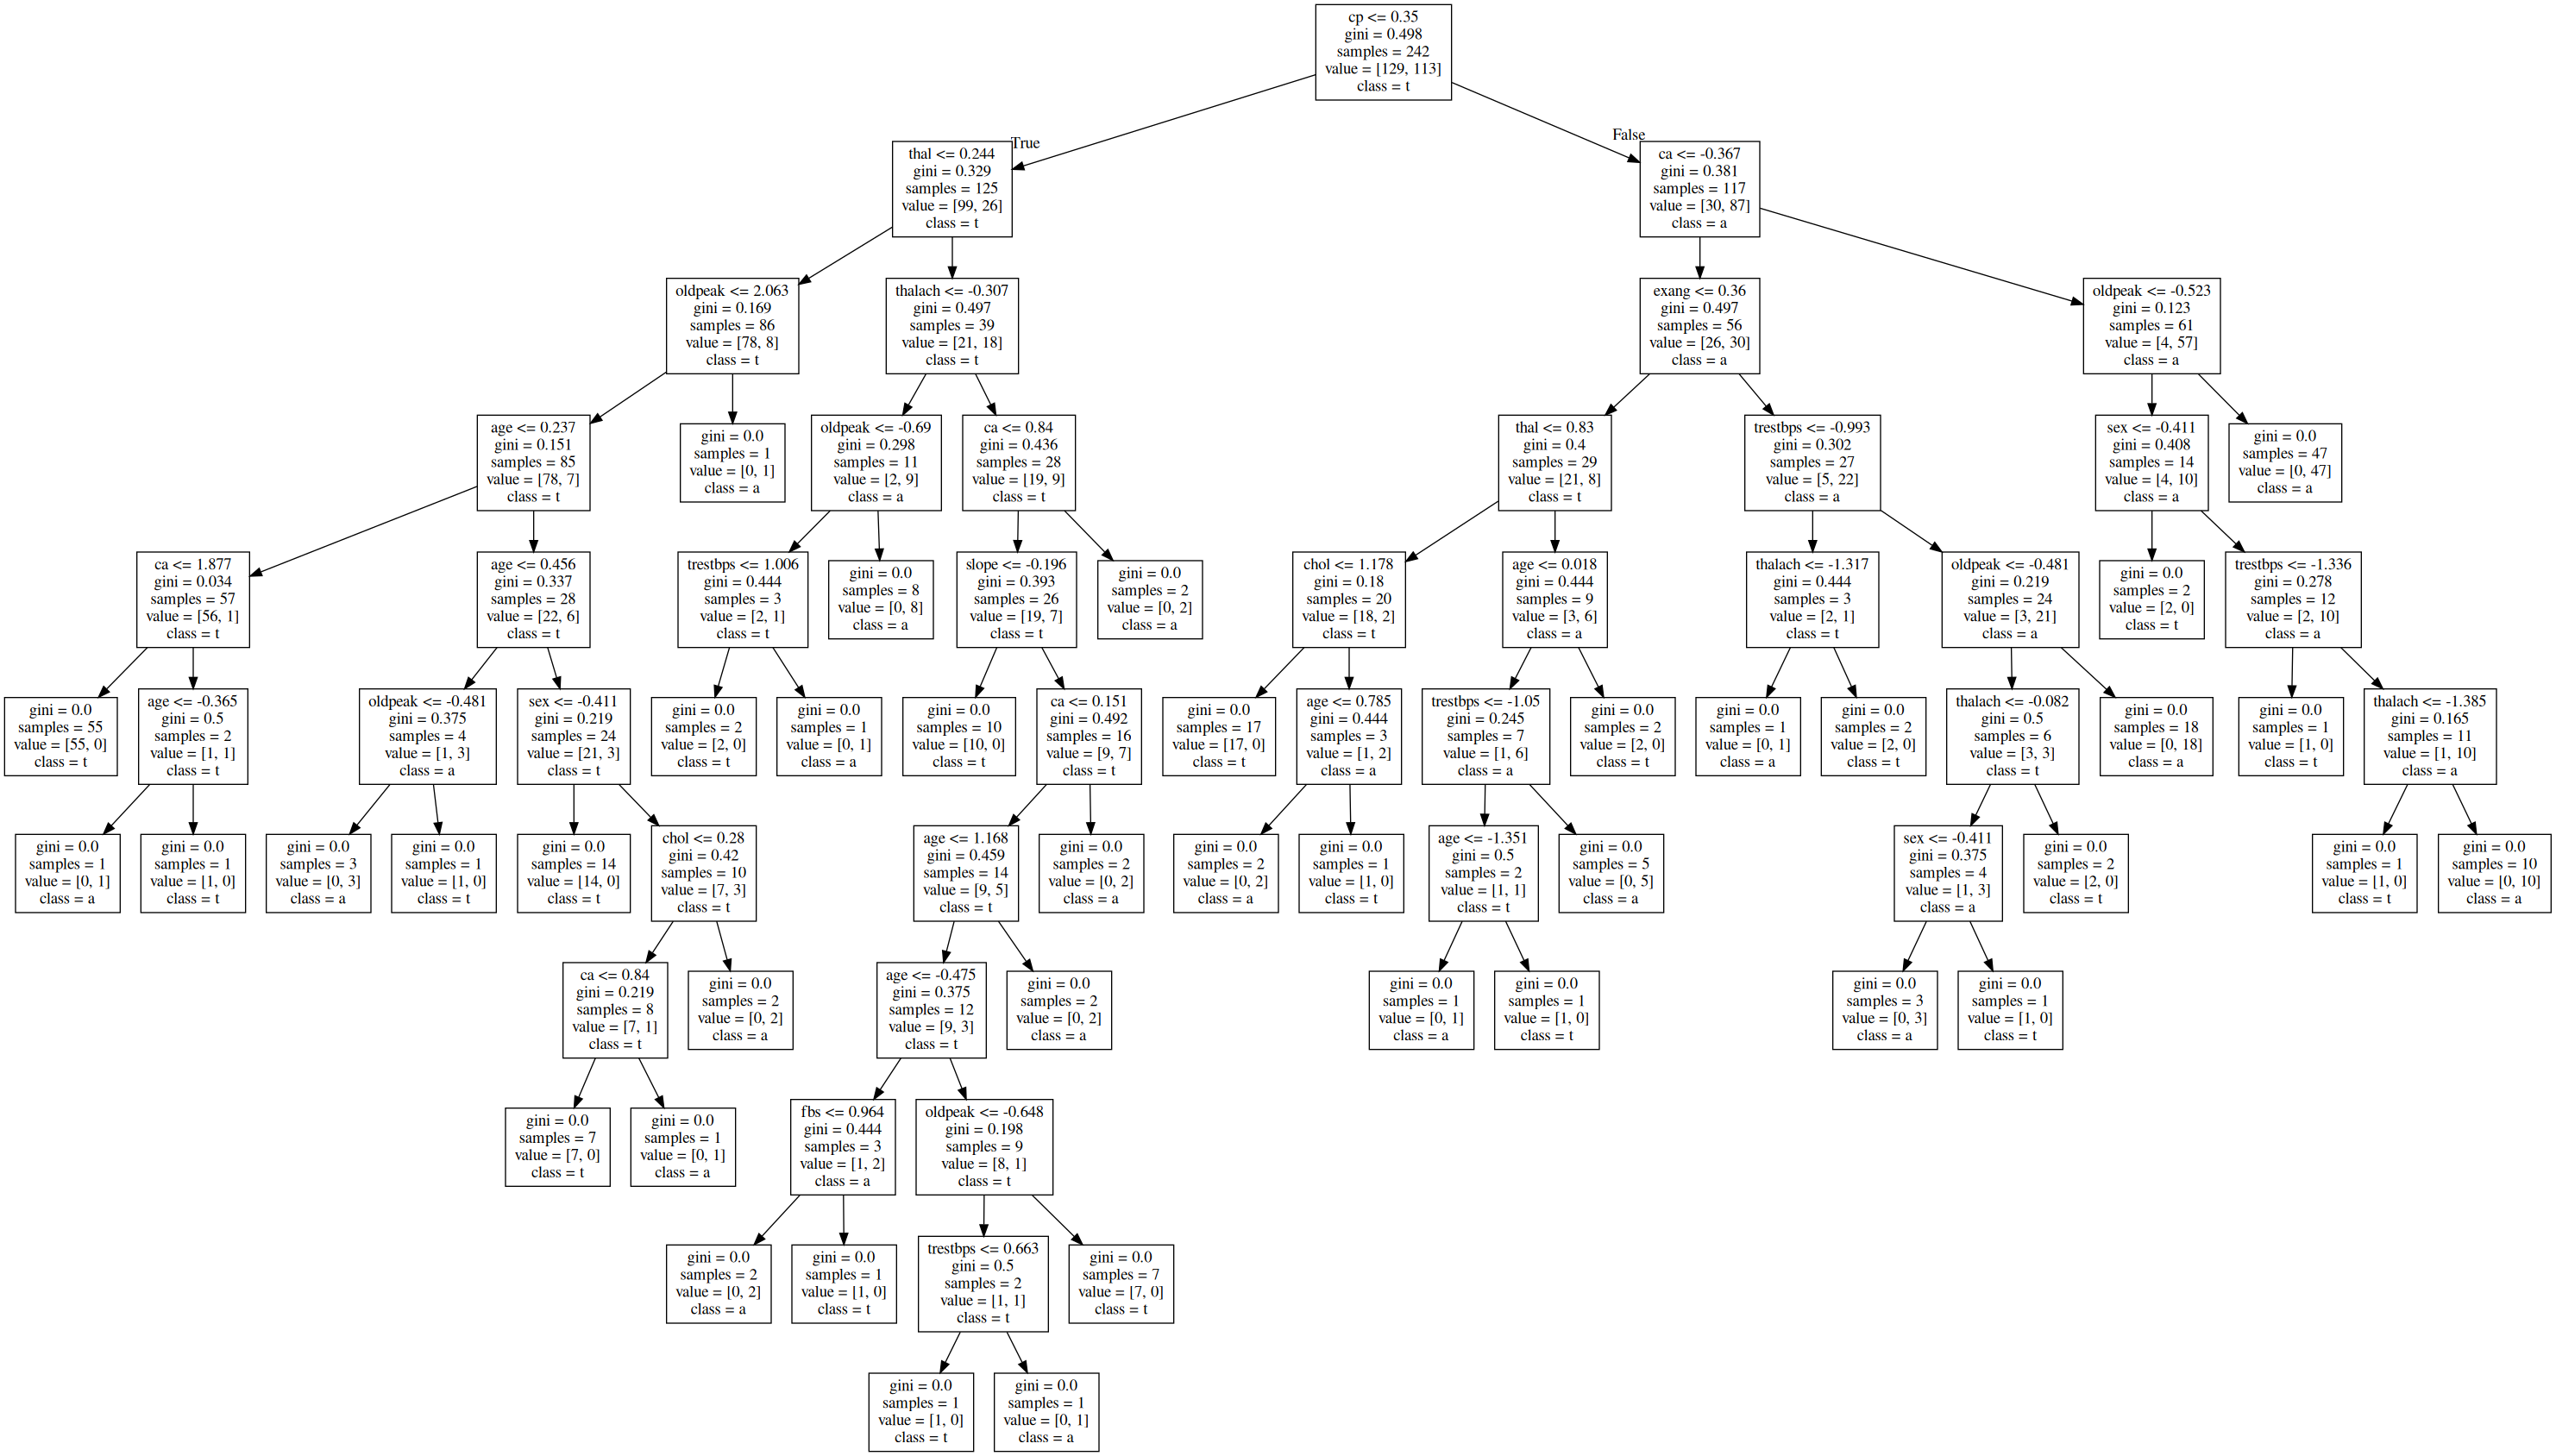 cp <= 0.35
gini = 0.498
samples = 242
value = [129, 113]
class = t
True
False
thal <= 0.244
gini = 0.329
samples = 125
value = [99, 26]
class = t
ca <= -0.367
gini = 0.381
samples = 117
value = [30, 87]
class = a
oldpeak <= 2.063
gini = 0.169
samples = 86
value = [78, 8]
class = t
thalach <= -0.307
gini = 0.497
samples = 39
value = [21, 18]
class = t
exang <= 0.36
gini = 0.497
samples = 56
value = [26, 30]
class = a
oldpeak <= -0.523
gini = 0.123
samples = 61
value = [4, 57]
class = a
age <= 0.237
gini = 0.151
samples = 85
value = [78, 7]
class = t
gini = 0.0
samples = 1
value = [0, 1]
class = a
oldpeak <= -0.69
gini = 0.298
samples = 11
value = [2, 9]
class = a
ca <= 0.84
gini = 0.436
samples = 28
value = [19, 9]
class = t
thal <= 0.83
gini = 0.4
samples = 29
value = [21, 8]
class = t
trestbps <= -0.993
gini = 0.302
samples = 27
value = [5, 22]
class = a
sex <= -0.411
gini = 0.408
samples = 14
value = [4, 10]
class = a
gini = 0.0
samples = 47
value = [0, 47]
class = a
ca <= 1.877
gini = 0.034
samples = 57
value = [56, 1]
class = t
age <= 0.456
gini = 0.337
samples = 28
value = [22, 6]
class = t
trestbps <= 1.006
gini = 0.444
samples = 3
value = [2, 1]
class = t
gini = 0.0
samples = 8
value = [0, 8]
class = a
slope <= -0.196
gini = 0.393
samples = 26
value = [19, 7]
class = t
gini = 0.0
samples = 2
value = [0, 2]
class = a
chol <= 1.178
gini = 0.18
samples = 20
value = [18, 2]
class = t
age <= 0.018
gini = 0.444
samples = 9
value = [3, 6]
class = a
thalach <= -1.317
gini = 0.444
samples = 3
value = [2, 1]
class = t
oldpeak <= -0.481
gini = 0.219
samples = 24
value = [3, 21]
class = a
gini = 0.0
samples = 2
value = [2, 0]
class = t
trestbps <= -1.336
gini = 0.278
samples = 12
value = [2, 10]
class = a
gini = 0.0
samples = 55
value = [55, 0]
class = t
age <= -0.365
gini = 0.5
samples = 2
value = [1, 1]
class = t
oldpeak <= -0.481
gini = 0.375
samples = 4
value = [1, 3]
class = a
sex <= -0.411
gini = 0.219
samples = 24
value = [21, 3]
class = t
gini = 0.0
samples = 2
value = [2, 0]
class = t
gini = 0.0
samples = 1
value = [0, 1]
class = a
gini = 0.0
samples = 10
value = [10, 0]
class = t
ca <= 0.151
gini = 0.492
samples = 16
value = [9, 7]
class = t
gini = 0.0
samples = 17
value = [17, 0]
class = t
age <= 0.785
gini = 0.444
samples = 3
value = [1, 2]
class = a
trestbps <= -1.05
gini = 0.245
samples = 7
value = [1, 6]
class = a
gini = 0.0
samples = 2
value = [2, 0]
class = t
gini = 0.0
samples = 1
value = [0, 1]
class = a
gini = 0.0
samples = 2
value = [2, 0]
class = t
thalach <= -0.082
gini = 0.5
samples = 6
value = [3, 3]
class = t
gini = 0.0
samples = 18
value = [0, 18]
class = a
gini = 0.0
samples = 1
value = [1, 0]
class = t
thalach <= -1.385
gini = 0.165
samples = 11
value = [1, 10]
class = a
gini = 0.0
samples = 1
value = [0, 1]
class = a
gini = 0.0
samples = 1
value = [1, 0]
class = t
gini = 0.0
samples = 3
value = [0, 3]
class = a
gini = 0.0
samples = 1
value = [1, 0]
class = t
gini = 0.0
samples = 14
value = [14, 0]
class = t
chol <= 0.28
gini = 0.42
samples = 10
value = [7, 3]
class = t
age <= 1.168
gini = 0.459
samples = 14
value = [9, 5]
class = t
gini = 0.0
samples = 2
value = [0, 2]
class = a
gini = 0.0
samples = 2
value = [0, 2]
class = a
gini = 0.0
samples = 1
value = [1, 0]
class = t
age <= -1.351
gini = 0.5
samples = 2
value = [1, 1]
class = t
gini = 0.0
samples = 5
value = [0, 5]
class = a
sex <= -0.411
gini = 0.375
samples = 4
value = [1, 3]
class = a
gini = 0.0
samples = 2
value = [2, 0]
class = t
gini = 0.0
samples = 1
value = [1, 0]
class = t
gini = 0.0
samples = 10
value = [0, 10]
class = a
ca <= 0.84
gini = 0.219
samples = 8
value = [7, 1]
class = t
gini = 0.0
samples = 2
value = [0, 2]
class = a
age <= -0.475
gini = 0.375
samples = 12
value = [9, 3]
class = t
gini = 0.0
samples = 2
value = [0, 2]
class = a
gini = 0.0
samples = 1
value = [0, 1]
class = a
gini = 0.0
samples = 1
value = [1, 0]
class = t
gini = 0.0
samples = 3
value = [0, 3]
class = a
gini = 0.0
samples = 1
value = [1, 0]
class = t
gini = 0.0
samples = 7
value = [7, 0]
class = t
gini = 0.0
samples = 1
value = [0, 1]
class = a
fbs <= 0.964
gini = 0.444
samples = 3
value = [1, 2]
class = a
oldpeak <= -0.648
gini = 0.198
samples = 9
value = [8, 1]
class = t
gini = 0.0
samples = 2
value = [0, 2]
class = a
gini = 0.0
samples = 1
value = [1, 0]
class = t
trestbps <= 0.663
gini = 0.5
samples = 2
value = [1, 1]
class = t
gini = 0.0
samples = 7
value = [7, 0]
class = t
gini = 0.0
samples = 1
value = [1, 0]
class = t
gini = 0.0
samples = 1
value = [0, 1]
class = a